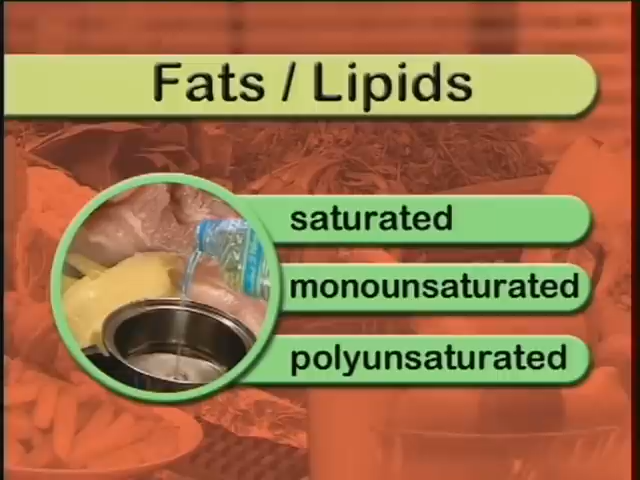 Fats / Lipids
saturated
monounsaturated
polyunsaturated